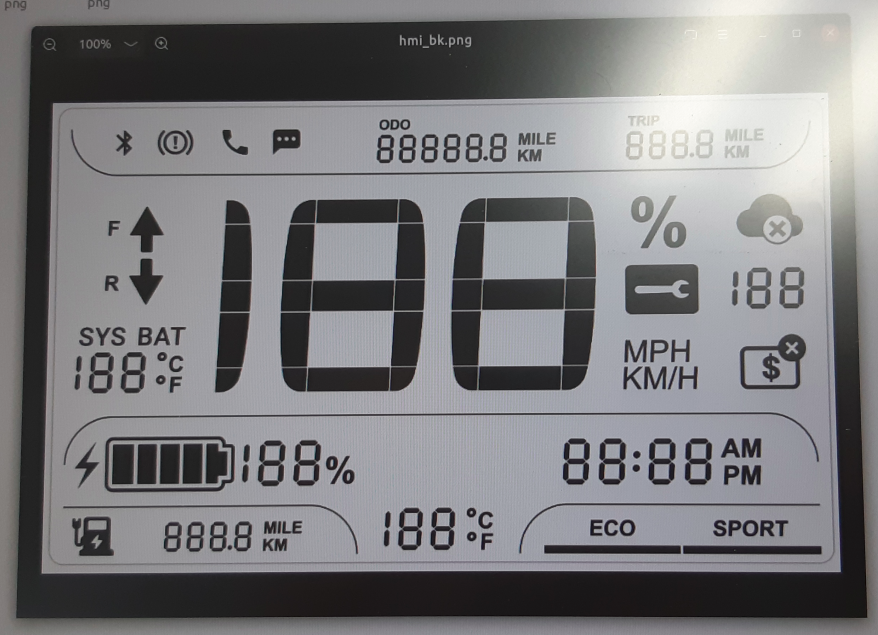 png
png
100%
hmi_bk.png
ODO
88888.8 MILE
KM
TRIP
888.8 MILE
KM
F
R
188
%
188
SYS BAT
188 °C
°F
MPH
KM/H
$
188%
88:88 AM
PM
888.8 MILE
KM
188 °C
°F
ECO
SPORT